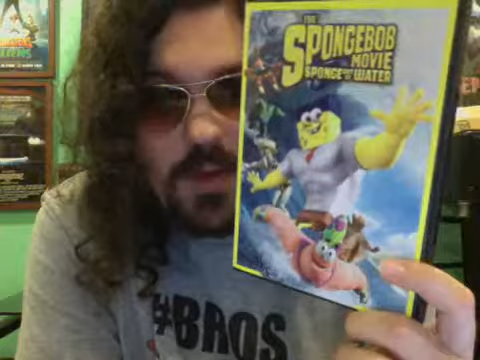 THE
SPONGEBOB
MOVIE
SPONGE OUT OF WATER
#BROS